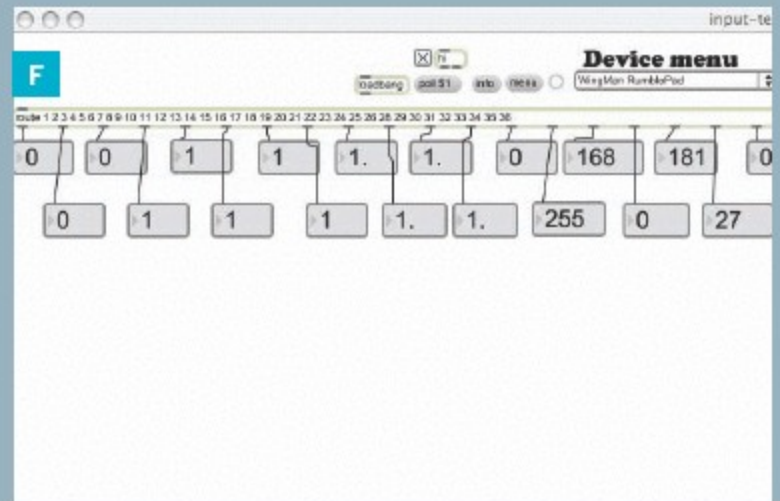 input-te
F
hi
Device menu
loadbang poll 51 info menu WingMan RumblePad
route 1 2 3 4 5 6 7 8 9 10 11 12 13 14 15 16 17 18 19 20 21 22 23 24 25 26 28 29 30 31 32 33 34 35 36
0 0 1 1 1. 1. 0 168 181 0
0 1 1 1 1. 1. 255 0 27